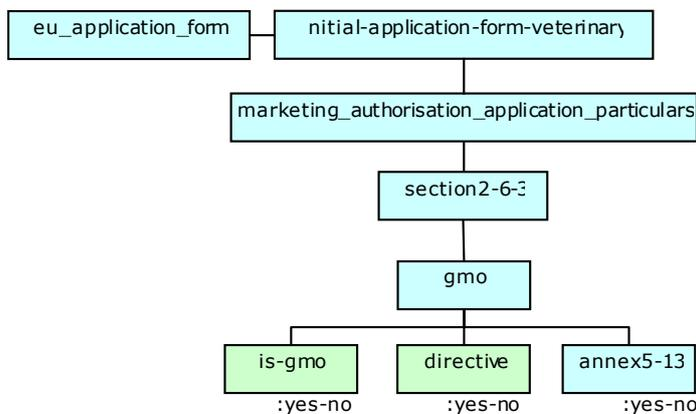 eu_application_form
nitial-application-form-veterinary
marketing_authorisation_application_particulars
section2-6-3
gmo
is-gmo
directive
annex5-13
:yes-no
:yes-no
:yes-no